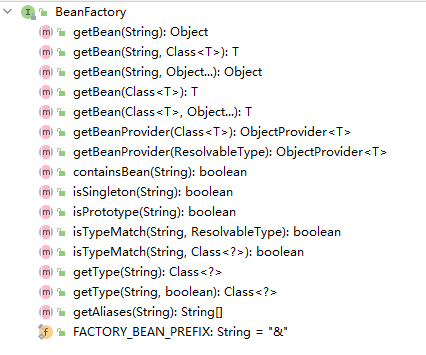 BeanFactory
getBean(String): Object
getBean(String, Class<T>): T
getBean(String, Object...): Object
getBean(Class<T>): T
getBean(Class<T>, Object...): T
getBeanProvider(Class<T>): ObjectProvider<T>
getBeanProvider(ResolvableType): ObjectProvider<T>
containsBean(String): boolean
isSingleton(String): boolean
isPrototype(String): boolean
isTypeMatch(String, ResolvableType): boolean
isTypeMatch(String, Class<?>): boolean
getType(String): Class<?>
getType(String, boolean): Class<?>
getAliases(String): String[]
FACTORY_BEAN_PREFIX: String = "&"